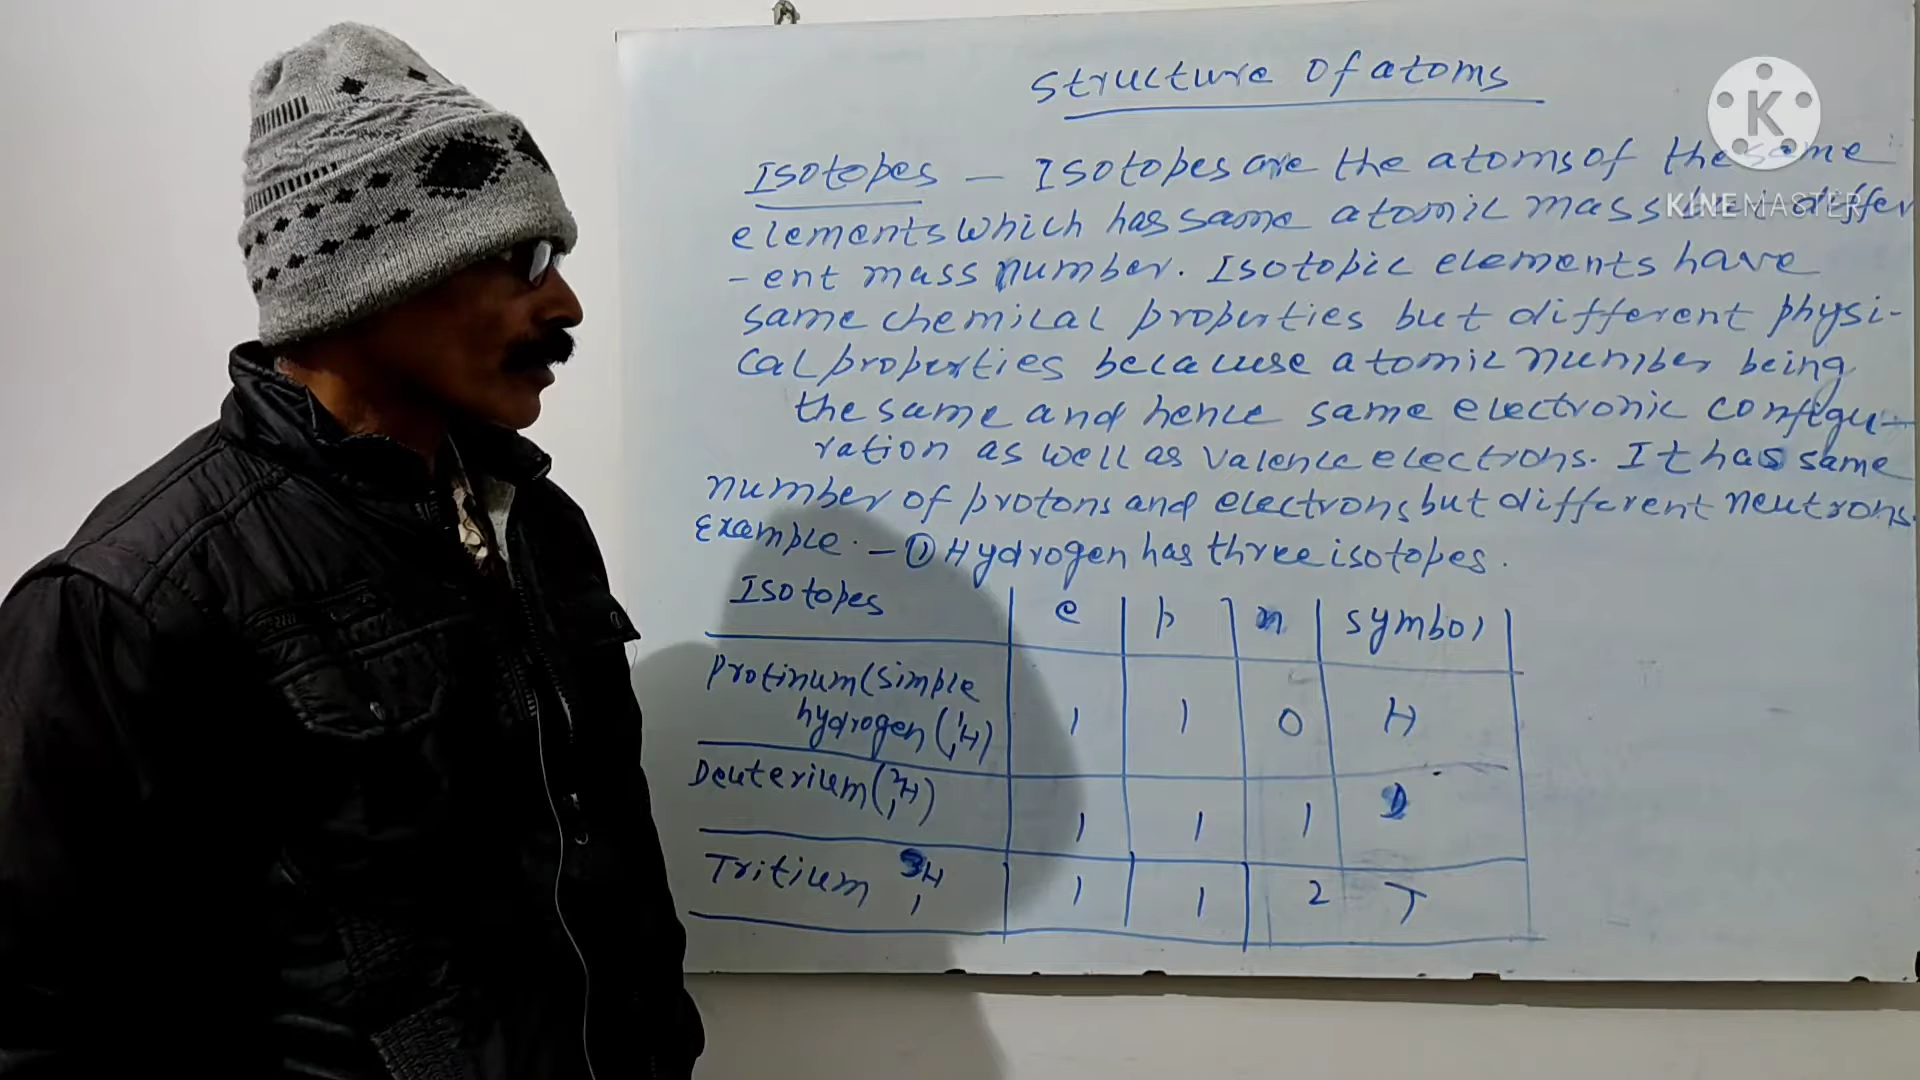 Structure of atoms
K
Isotopes - Isotopes are the atoms of the same
KINEMASTER
elements which has same atomic mass but differ
-ent mass number. Isotopic elements have
same chemical properties but different physi-
cal properties because atomic number being
the same and hence same electronic configu-
ration as well as valence electrons. It has same
number of protons and electrons but different neutrons.
Example. - ① Hydrogen has three isotopes.
Isotopes e p n symbol
Protinum (simple
hydrogen (¹₁H) 1 1 0 H
Deuterium (²₁H) 1 1 1 D
Tritium ³₁H 1 1 2 T